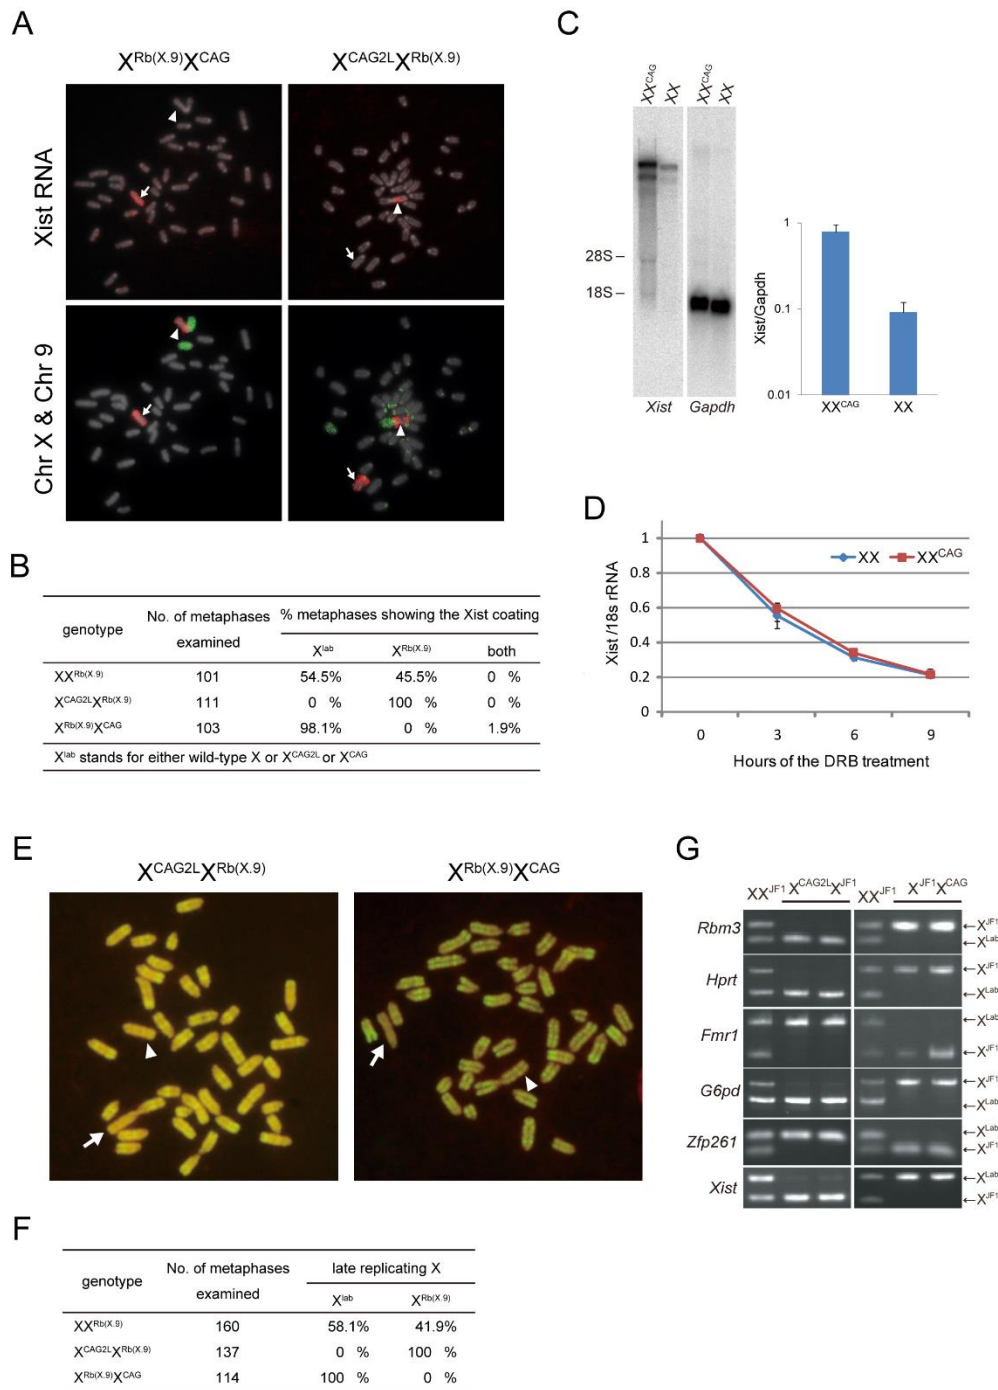 A
X^Rb(X.9)X^CAG
X^CAG2LX^Rb(X.9)
Xist RNA
Chr X & Chr 9
B
genotype No. of metaphases examined % metaphases showing the Xist coating
X^lab X^Rb(X.9) both
XX^Rb(X.9) 101 54.5% 45.5% 0 %
X^CAG2LX^Rb(X.9) 111 0 % 100 % 0 %
X^Rb(X.9)X^CAG 103 98.1% 0 % 1.9%
X^lab stands for either wild-type X or X^CAG2L or X^CAG
C
XX^CAG XX XX^CAG XX
28S –
18S –
Xist Gapdh
Xist/Gapdh
1
0.1
0.01
XX^CAG XX
D
XX XX^CAG
Xist /18s rRNA
1
0.8
0.6
0.4
0.2
0
0 3 6 9
Hours of the DRB treatment
E
X^CAG2LX^Rb(X.9)
X^Rb(X.9)X^CAG
F
genotype No. of metaphases examined late replicating X
X^lab X^Rb(X.9)
XX^Rb(X.9) 160 58.1% 41.9%
X^CAG2LX^Rb(X.9) 137 0 % 100 %
X^Rb(X.9)X^CAG 114 100 % 0 %
G
XX^JF1 X^CAG2LX^JF1 XX^JF1 X^JF1X^CAG
Rbm3 ←X^JF1
←X^Lab
Hprt ←X^JF1
←X^Lab
Fmr1 ←X^Lab
←X^JF1
G6pd ←X^JF1
←X^Lab
Zfp261 ←X^Lab
←X^JF1
Xist ←X^Lab
←X^JF1